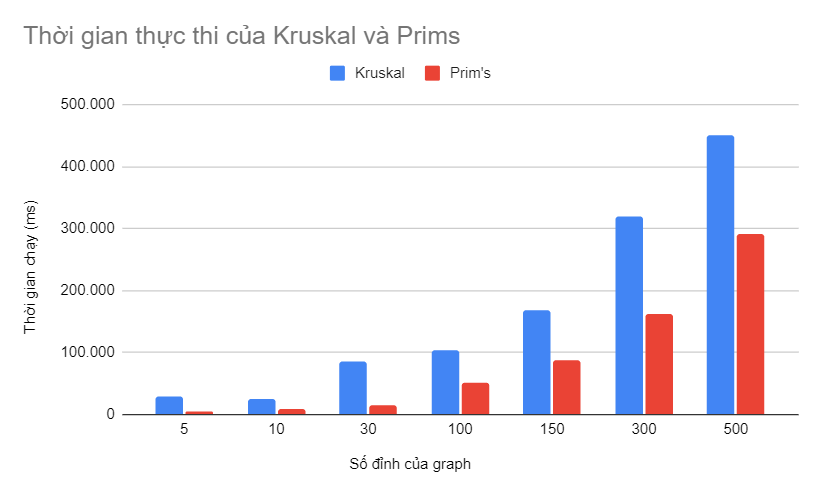 Thời gian thực thi của Kruskal và Prims
Kruskal
Prim's
500.000
400.000
300.000
200.000
100.000
0
Thời gian chạy (ms)
5
10
30
100
150
300
500
Số đỉnh của graph